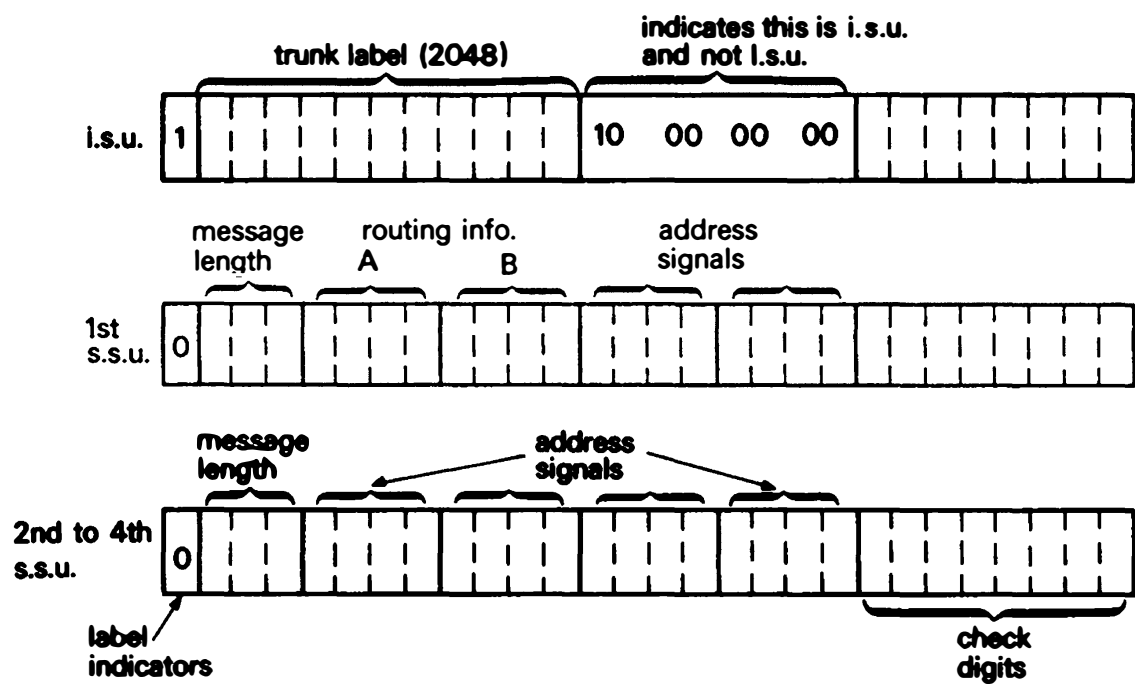 indicates this is i.s.u.
trunk label (2048) and not l.s.u.
i.s.u. 1 10 00 00 00
message routing info. address
length A B signals
1st
s.s.u. 0
message address
length signals
2nd to 4th
s.s.u. 0
label check
indicators digits